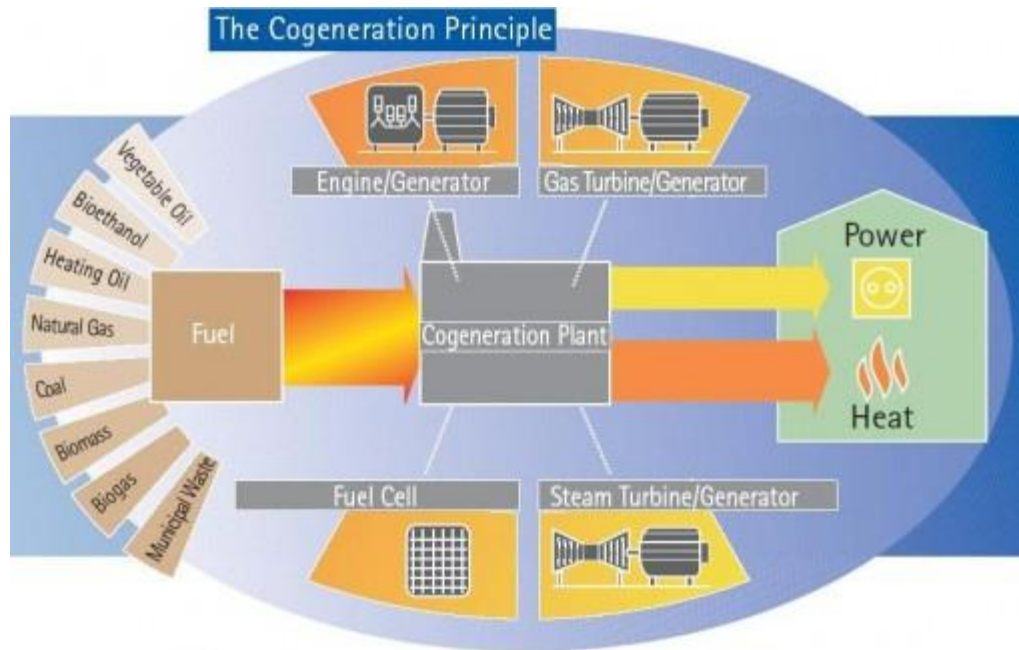 The Cogeneration Principle
Engine/Generator
Gas Turbine/Generator
Vegetable Oil
Bioethanol
Heating Oil
Natural Gas
Coal
Biomass
Biogas
Municipal Waste
Fuel
Cogeneration Plant
Power
Heat
Fuel Cell
Steam Turbine/Generator